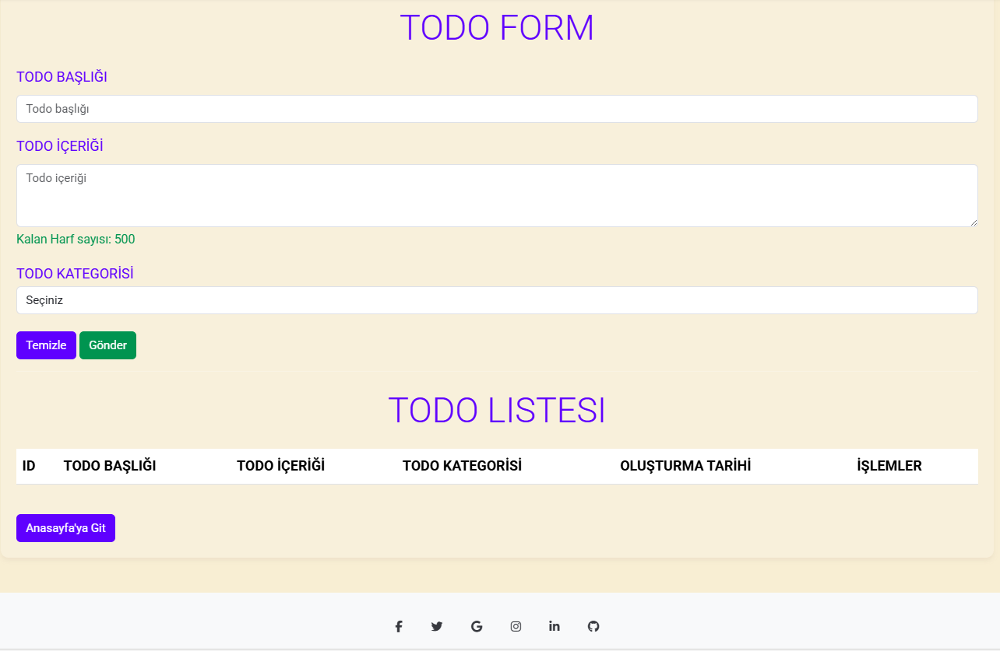 TODO FORM
TODO BAŞLIĞI
Todo başlığı
TODO İÇERİĞİ
Todo içeriği
Kalan Harf sayısı: 500
TODO KATEGORİSİ
Seçiniz
Temizle Gönder
TODO LISTESI
ID TODO BAŞLIĞI TODO İÇERİĞİ TODO KATEGORİSİ OLUŞTURMA TARİHİ İŞLEMLER
Anasayfa'ya Git